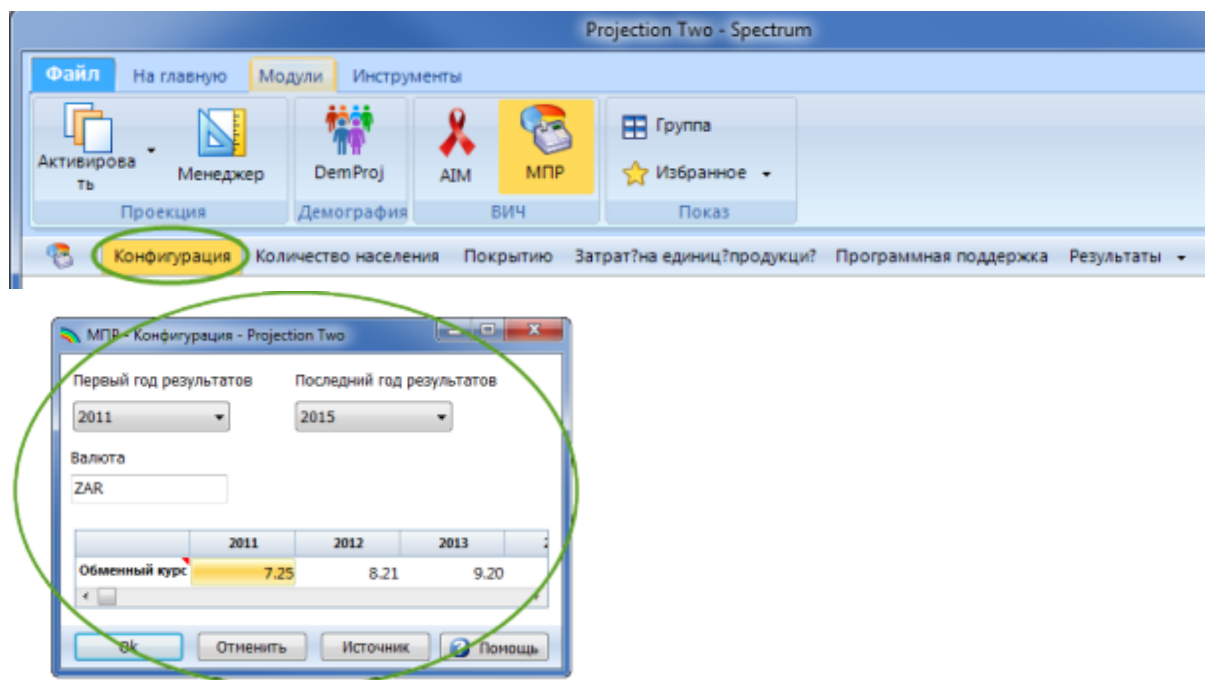 Projection Two - Spectrum
Файл На главную Модули Инструменты
Активировать Менеджер DemProj AIM МПР Группа
Избранное
Проекция Демография ВИЧ Показ
Конфигурация Количество населения Покрытию Затрат?на единиц?продукци? Программная поддержка Результаты
МПР - Конфигурация - Projection Two
Первый год результатов Последний год результатов
2011 2015
Валюта
ZAR
2011 2012 2013
Обменный курс 7.25 8.21 9.20
Ok Отменить Источник Помощь